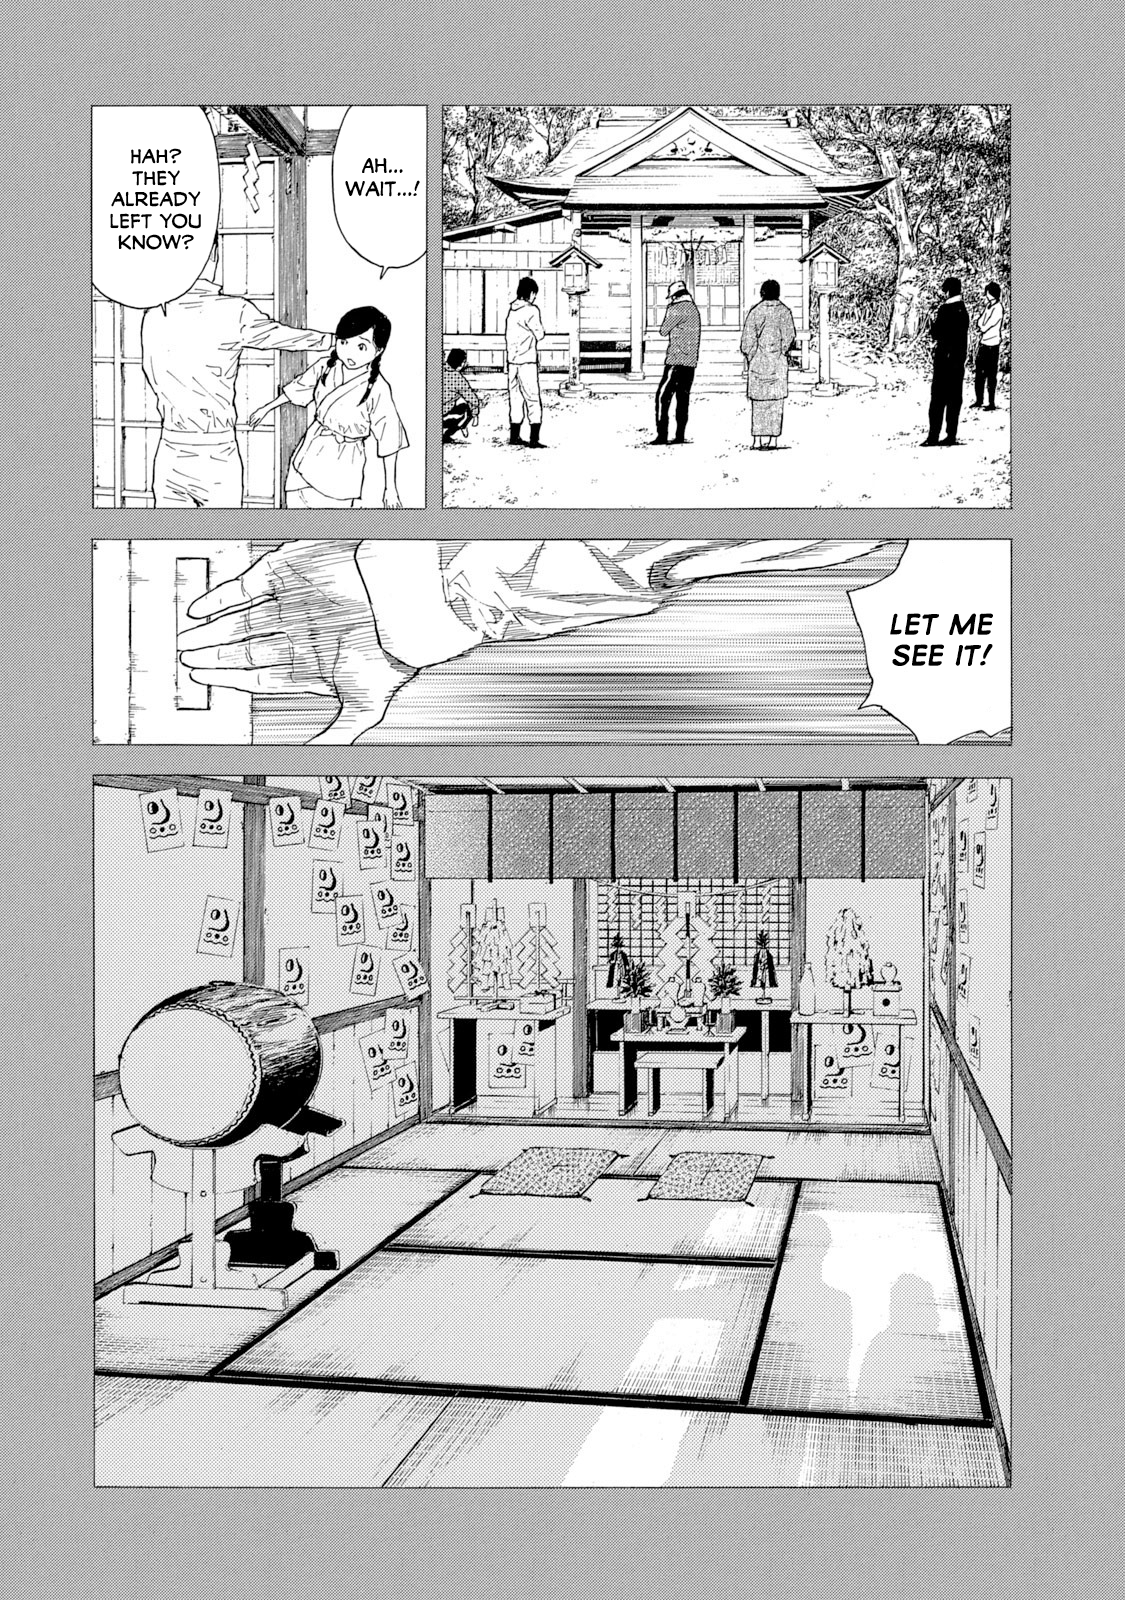 AH...
WAIT...!
HAH?
THEY
ALREADY
LEFT YOU
KNOW?
LET ME
SEE IT!